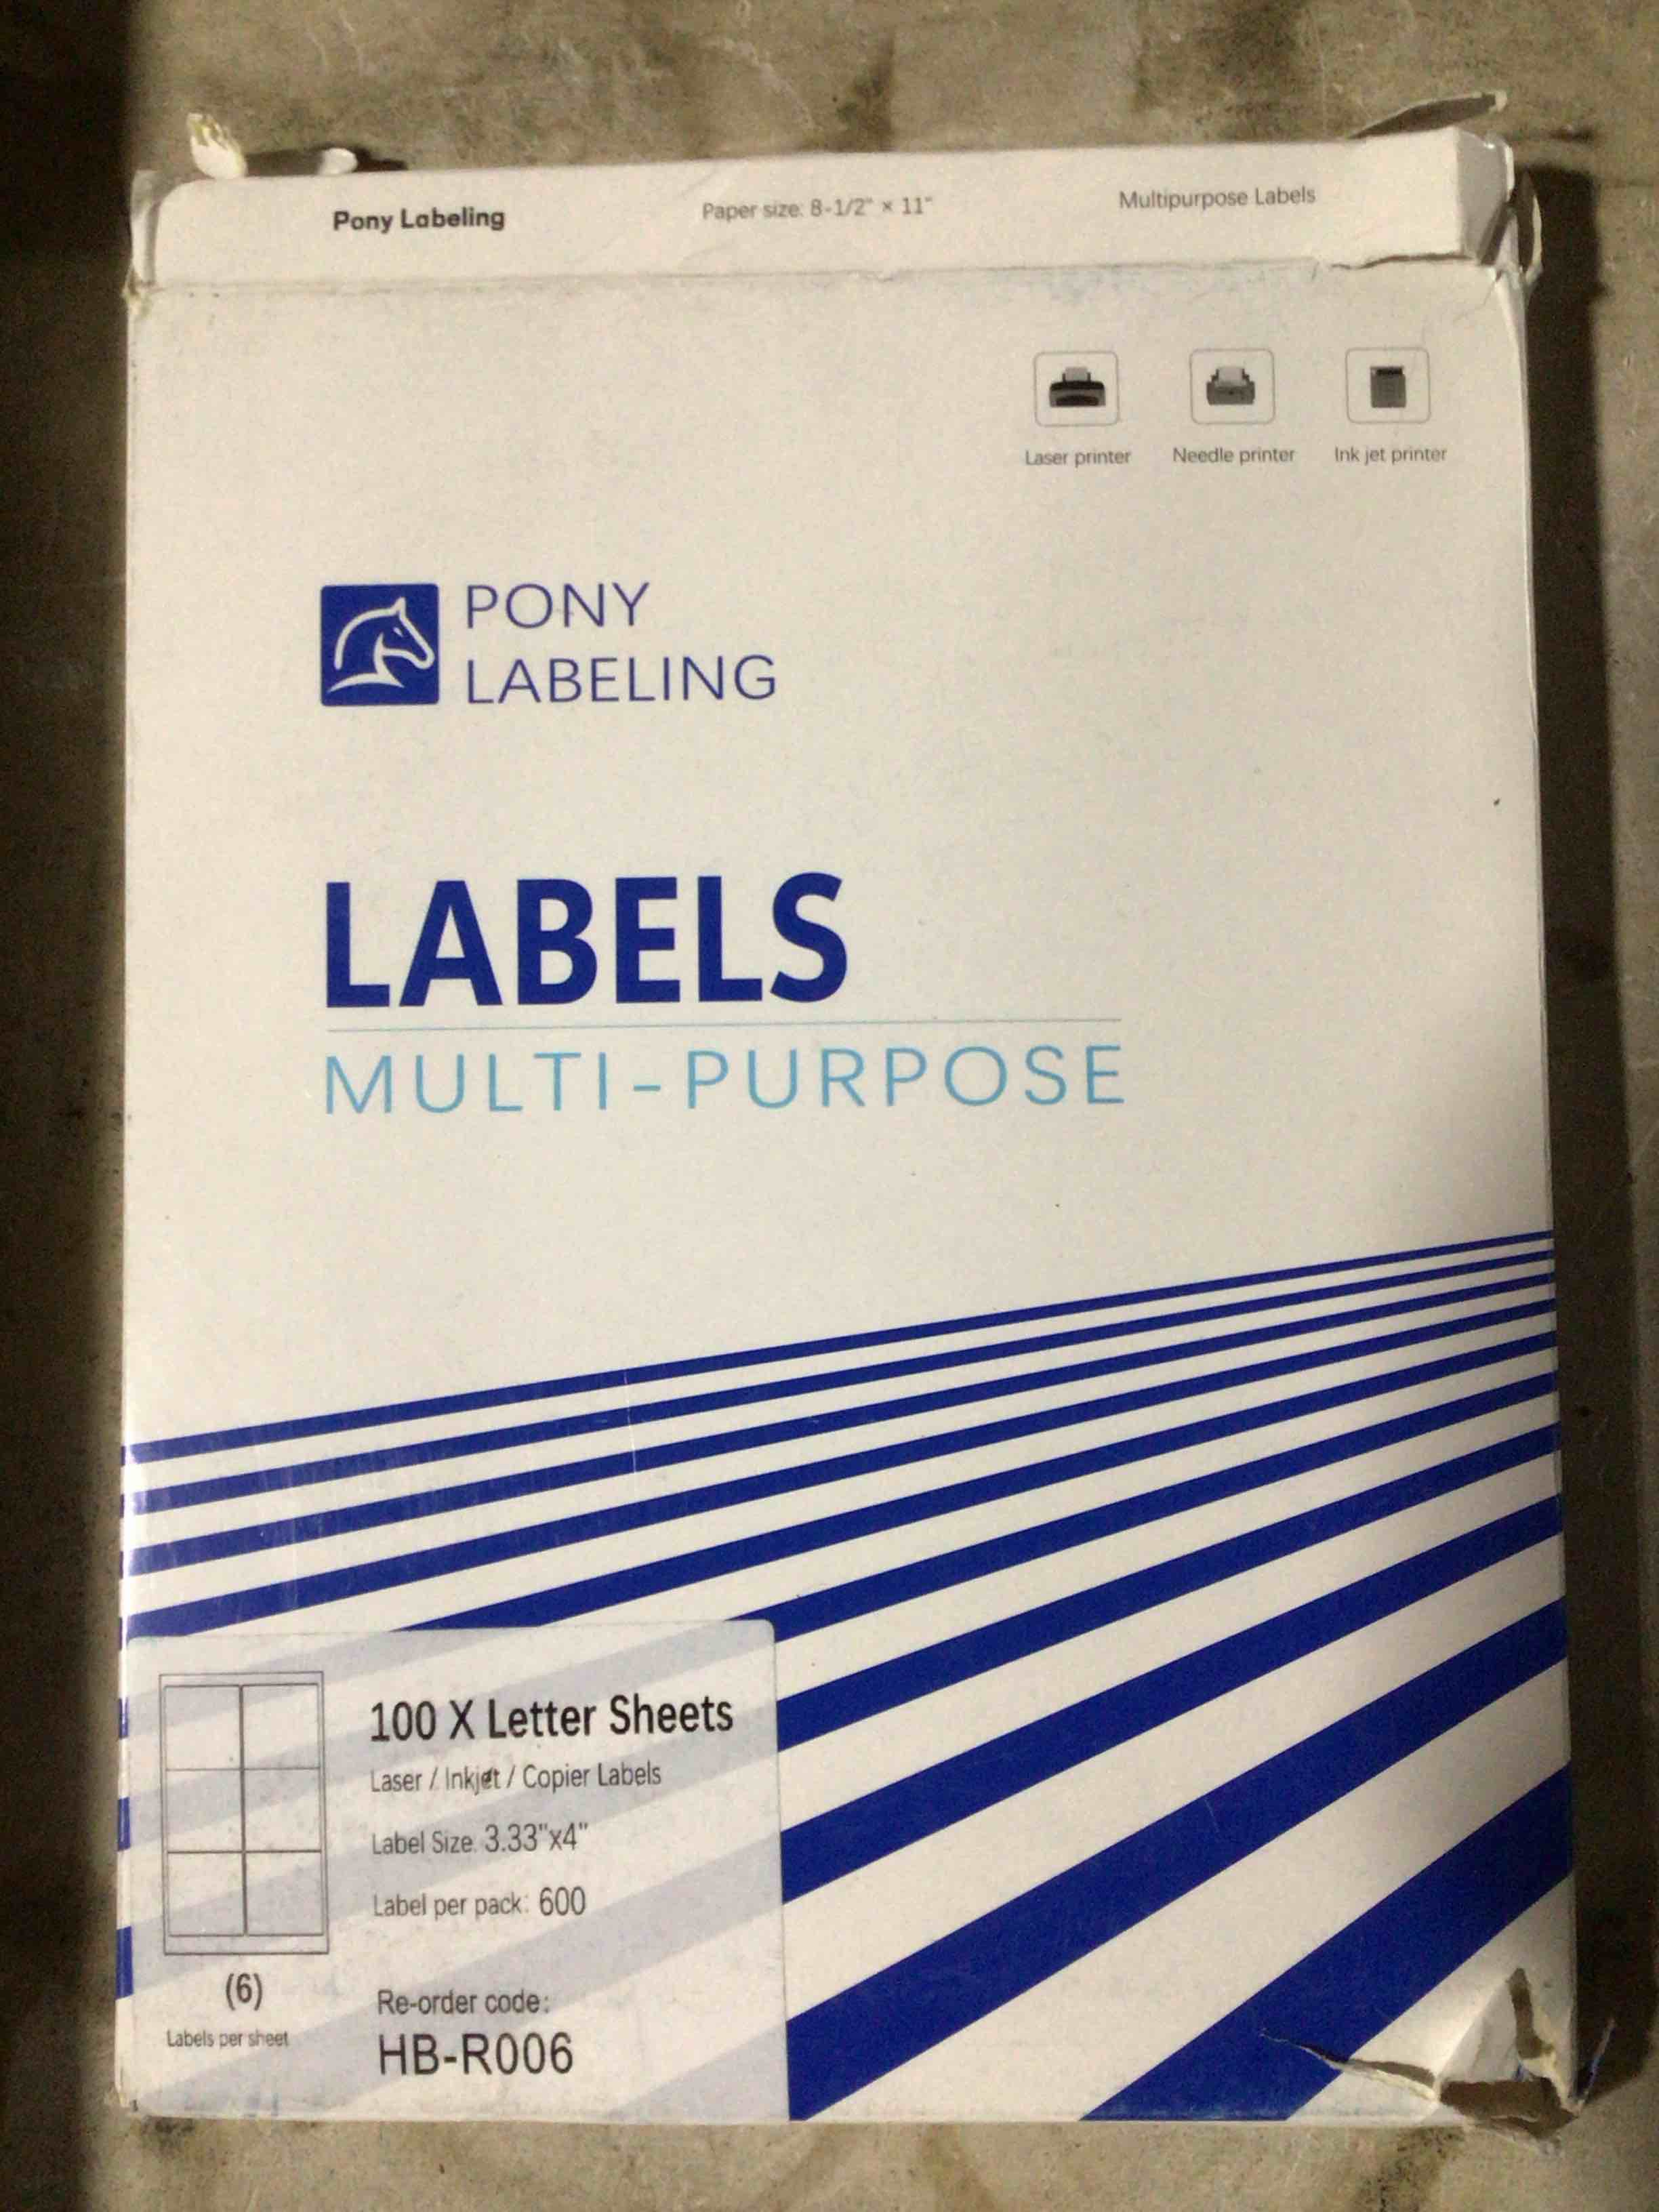 Pony Labeling
Paper size: 8-1/2" × 11"
Multipurpose Labels
Laser printer
Needle printer
Ink jet printer
PONY
LABELING
LABELS
MULTI-PURPOSE
100 X Letter Sheets
Laser / Inkjet / Copier Labels
Label Size: 3.33"x4"
Label per pack: 600
(6)
Labels per sheet
Re-order code:
HB-R006